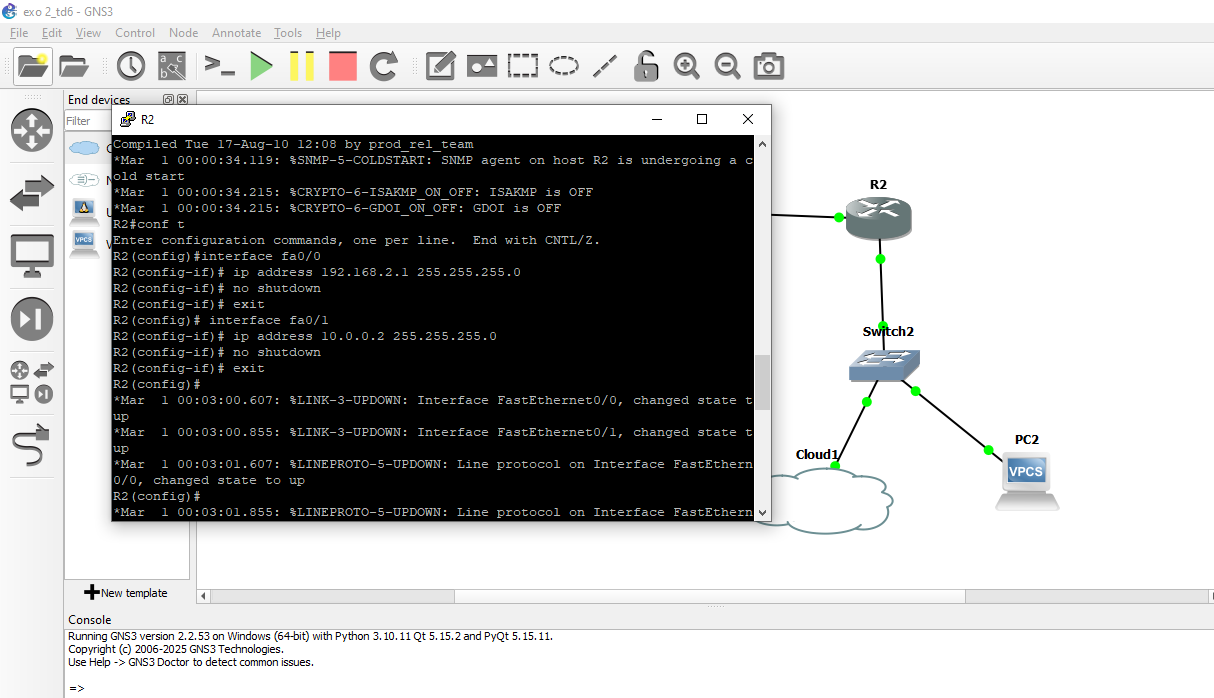 exo 2_td6 - GNS3
File Edit View Control Node Annotate Tools Help
End devices
Filter
R2
Compiled Tue 17-Aug-10 12:08 by prod_rel_team
*Mar  1 00:00:34.119: %SNMP-5-COLDSTART: SNMP agent on host R2 is undergoing a c
old start
*Mar  1 00:00:34.215: %CRYPTO-6-ISAKMP_ON_OFF: ISAKMP is OFF
*Mar  1 00:00:34.215: %CRYPTO-6-GDOI_ON_OFF: GDOI is OFF
R2#conf t
Enter configuration commands, one per line.  End with CNTL/Z.
R2(config)#interface fa0/0
R2(config-if)# ip address 192.168.2.1 255.255.255.0
R2(config-if)# no shutdown
R2(config-if)# exit
R2(config)# interface fa0/1
R2(config-if)# ip address 10.0.0.2 255.255.255.0
R2(config-if)# no shutdown
R2(config-if)# exit
R2(config)#
*Mar  1 00:03:00.607: %LINK-3-UPDOWN: Interface FastEthernet0/0, changed state t
up
*Mar  1 00:03:00.855: %LINK-3-UPDOWN: Interface FastEthernet0/1, changed state t
up
*Mar  1 00:03:01.607: %LINEPROTO-5-UPDOWN: Line protocol on Interface FastEthern
0/0, changed state to up
R2(config)#
*Mar  1 00:03:01.855: %LINEPROTO-5-UPDOWN: Line protocol on Interface FastEthern
R2
Switch2
Cloud1
PC2
VPCS
VPCS
New template
Console
Running GNS3 version 2.2.53 on Windows (64-bit) with Python 3.10.11 Qt 5.15.2 and PyQt 5.15.11.
Copyright (c) 2006-2025 GNS3 Technologies.
Use Help -> GNS3 Doctor to detect common issues.
=>